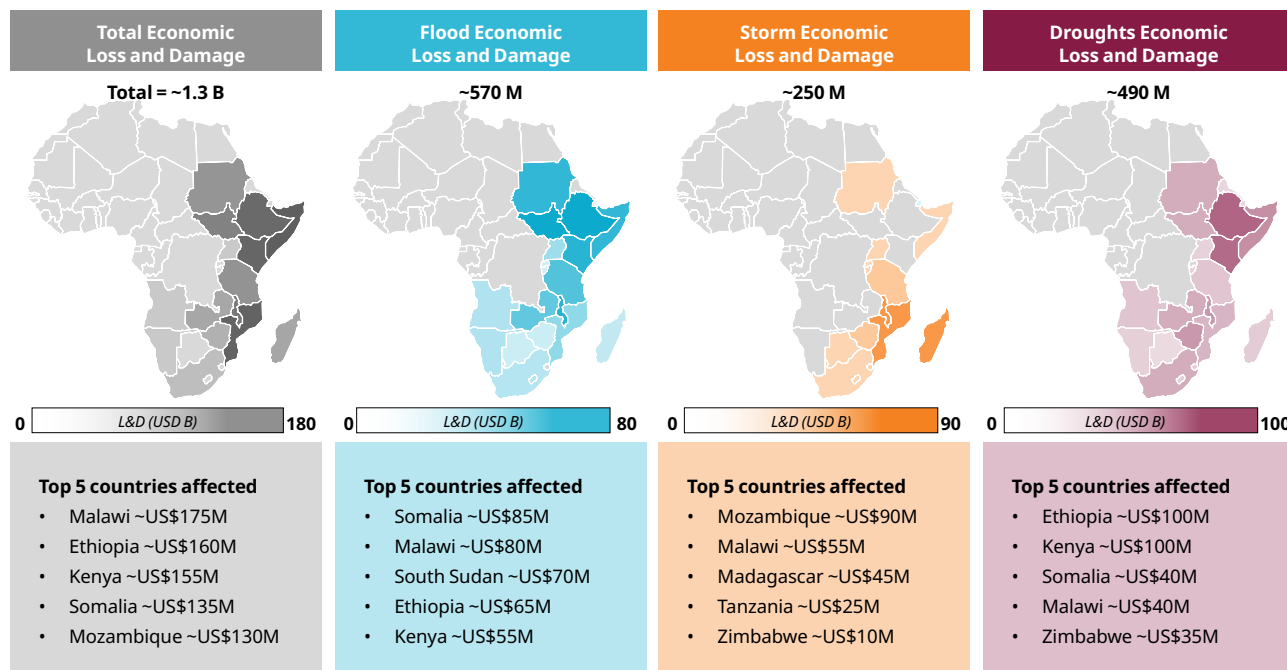 Total Economic
Loss and Damage
Total = ~1.3 B
0
L&D (USD B)
180
Top 5 countries affected
• Malawi ~US$175M
• Ethiopia ~US$160M
• Kenya ~US$155M
• Somalia ~US$135M
• Mozambique ~US$130M
Flood Economic
Loss and Damage
~570 M
0
L&D (USD B)
80
Top 5 countries affected
• Somalia ~US$85M
• Malawi ~US$80M
• South Sudan ~US$70M
• Ethiopia ~US$65M
• Kenya ~US$55M
Storm Economic
Loss and Damage
~250 M
0
L&D (USD B)
90
Top 5 countries affected
• Mozambique ~US$90M
• Malawi ~US$55M
• Madagascar ~US$45M
• Tanzania ~US$25M
• Zimbabwe ~US$10M
Droughts Economic
Loss and Damage
~490 M
0
L&D (USD B)
100
Top 5 countries affected
• Ethiopia ~US$100M
• Kenya ~US$100M
• Somalia ~US$40M
• Malawi ~US$40M
• Zimbabwe ~US$35M